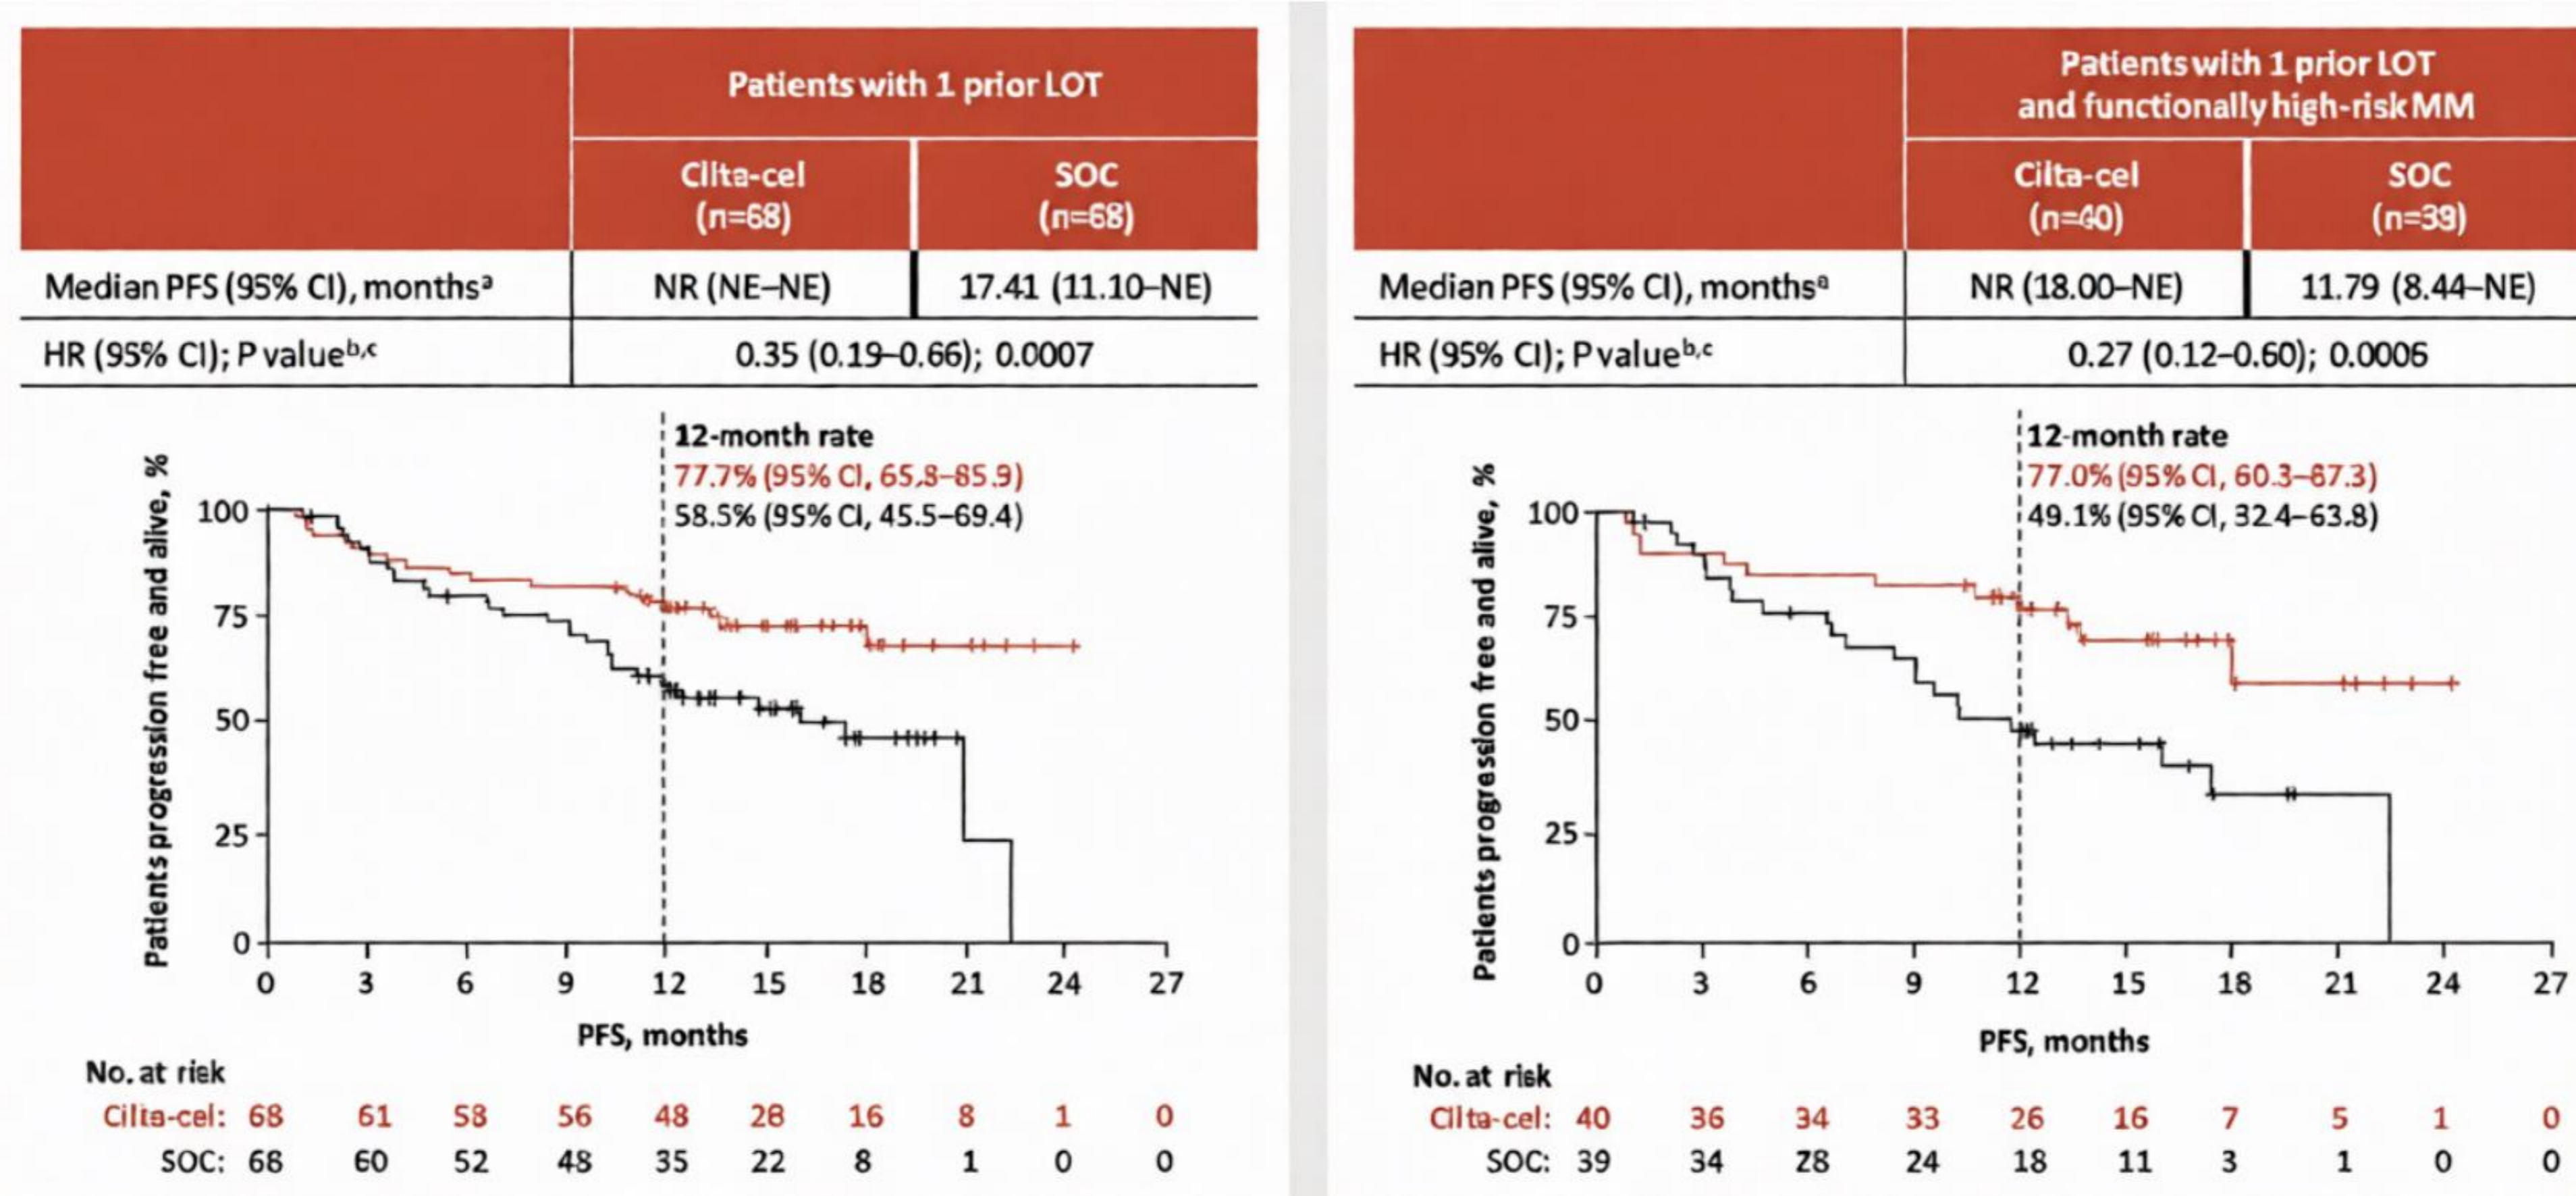 Patients with 1 prior LOT
Cilta-cel
(n=68)
SOC
(n=68)
Median PFS (95% CI), monthsᵃ
NR (NE–NE)
17.41 (11.10–NE)
HR (95% CI); P valueᵇ,ᶜ
0.35 (0.19–0.66); 0.0007
12-month rate
77.7% (95% CI, 65.8–85.9)
58.5% (95% CI, 45.5–69.4)
Patients progression free and alive, %
100
75
50
25
0
0 3 6 9 12 15 18 21 24 27
PFS, months
No. at risk
Cilta-cel: 68 61 58 56 48 28 16 8 1 0
SOC: 68 60 52 48 35 22 8 1 0 0
Patients with 1 prior LOT
and functionally high-risk MM
Cilta-cel
(n=40)
SOC
(n=39)
Median PFS (95% CI), monthsᵃ
NR (18.00–NE)
11.79 (8.44–NE)
HR (95% CI); P valueᵇ,ᶜ
0.27 (0.12–0.60); 0.0006
12-month rate
77.0% (95% CI, 60.3–87.3)
49.1% (95% CI, 32.4–63.8)
Patients progression free and alive, %
100
75
50
25
0
0 3 6 9 12 15 18 21 24 27
PFS, months
No. at risk
Cilta-cel: 40 36 34 33 26 16 7 5 1 0
SOC: 39 34 28 24 18 11 3 1 0 0